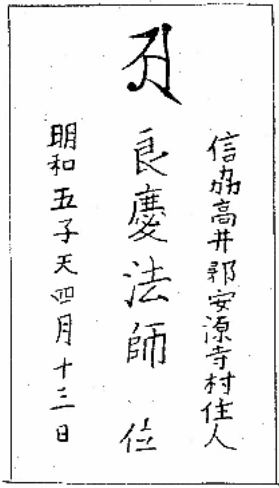 信刕高井郡安源寺村住人
良慶法師　位
明和五子天四月十三日